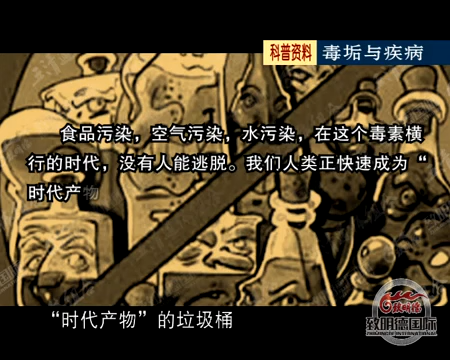 科普资料 毒垢与疾病
食品污染，空气污染，水污染，在这个毒素横
行的时代，没有人能逃脱。我们人类正快速成为“
时代产物
“时代产物”的垃圾桶
致明德国际